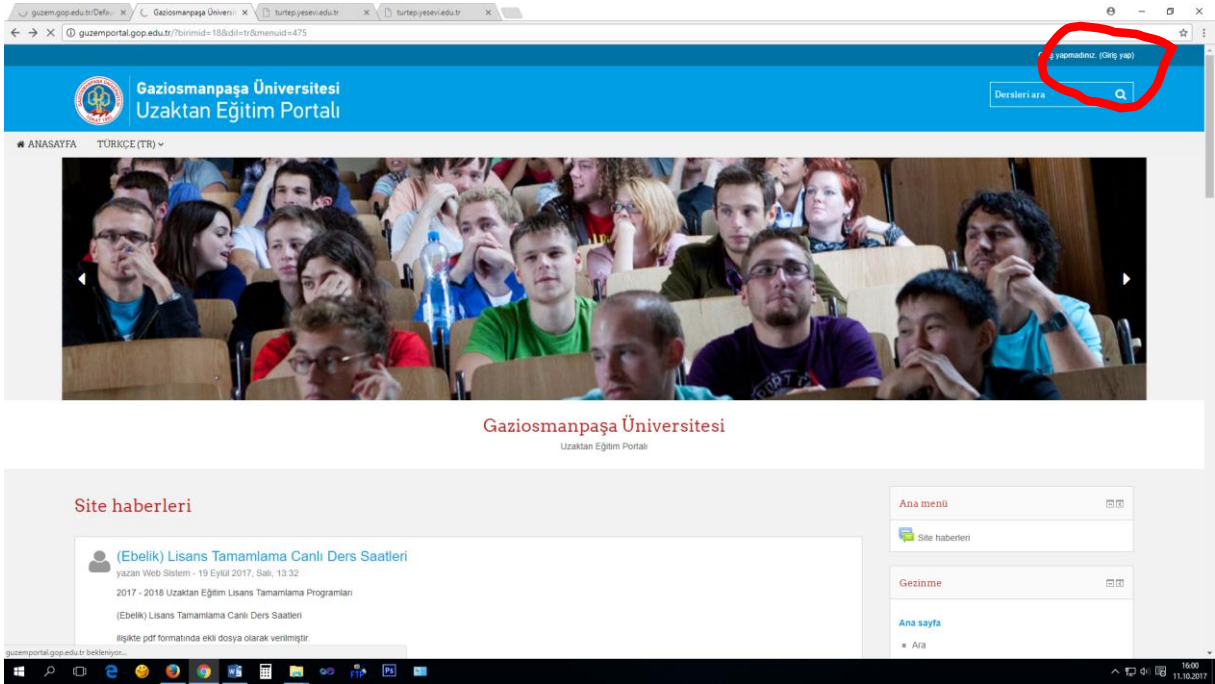 guzem.gop.edu.tr/Defau
Gaziosmanpaşa Üniversi
turtep.yesevi.edu.tr
turtep.yesevi.edu.tr
guzemportal.gop.edu.tr/?birimid=18&dil=tr&menuid=475
yapmadınız. (Giriş yap)
Gaziosmanpaşa Üniversitesi
Uzaktan Eğitim Portalı
Dersleri ara
ANASAYFA TÜRKÇE (TR)
Gaziosmanpaşa Üniversitesi
Uzaktan Eğitim Portalı
Site haberleri
(Ebelik) Lisans Tamamlama Canlı Ders Saatleri
yazan Web Sistem - 19 Eylül 2017, Salı, 13:32
2017 - 2018 Uzaktan Eğitim Lisans Tamamlama Programları
(Ebelik) Lisans Tamamlama Canlı Ders Saatleri
ilişikte pdf formatında ekli dosya olarak verilmiştir.
Ana menü
Site haberleri
Gezinme
Ana sayfa
Ara
guzemportal.gop.edu.tr bekleniyor...
FTP
Ps
16:00
11.10.2017